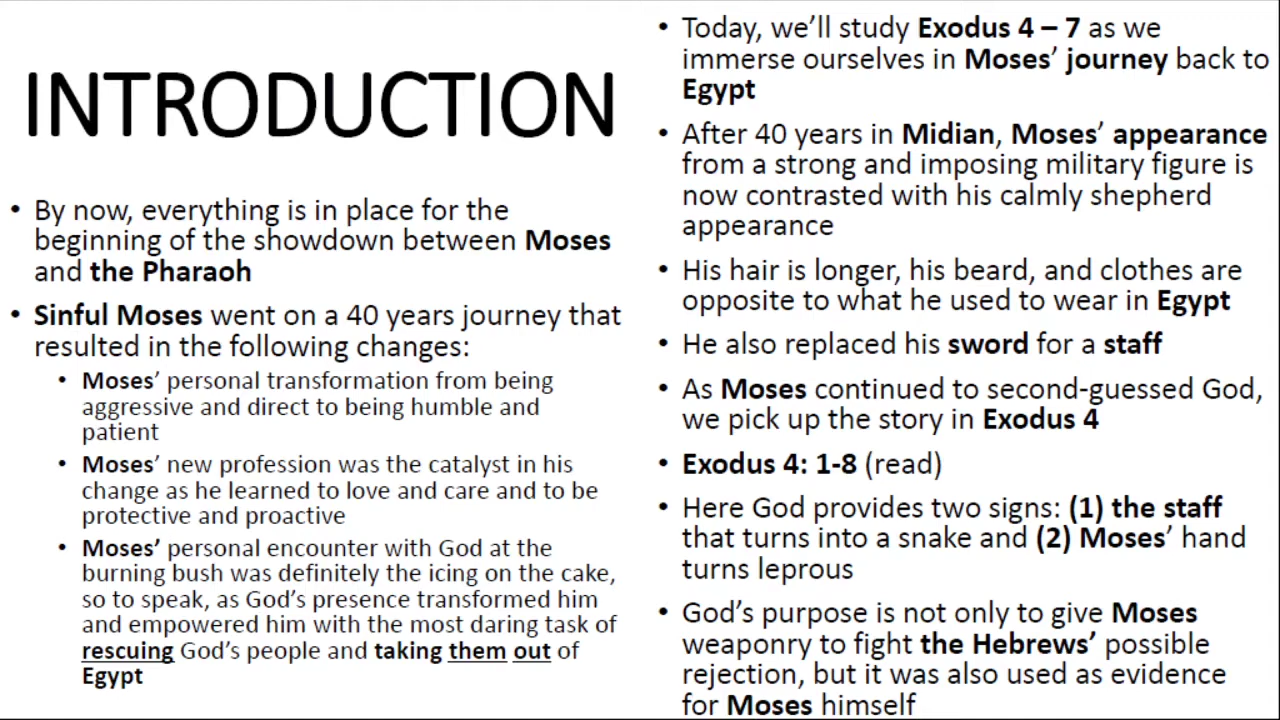 INTRODUCTION
• By now, everything is in place for the
beginning of the showdown between Moses
and the Pharaoh
• Sinful Moses went on a 40 years journey that
resulted in the following changes:
• Moses’ personal transformation from being
aggressive and direct to being humble and
patient
• Moses’ new profession was the catalyst in his
change as he learned to love and care and to be
protective and proactive
• Moses’ personal encounter with God at the
burning bush was definitely the icing on the cake,
so to speak, as God’s presence transformed him
and empowered him with the most daring task of
rescuing God’s people and taking them out of
Egypt
• Today, we’ll study Exodus 4 – 7 as we
immerse ourselves in Moses’ journey back to
Egypt
• After 40 years in Midian, Moses’ appearance
from a strong and imposing military figure is
now contrasted with his calmly shepherd
appearance
• His hair is longer, his beard, and clothes are
opposite to what he used to wear in Egypt
• He also replaced his sword for a staff
• As Moses continued to second-guessed God,
we pick up the story in Exodus 4
• Exodus 4: 1-8 (read)
• Here God provides two signs: (1) the staff
that turns into a snake and (2) Moses’ hand
turns leprous
• God’s purpose is not only to give Moses
weaponry to fight the Hebrews’ possible
rejection, but it was also used as evidence
for Moses himself